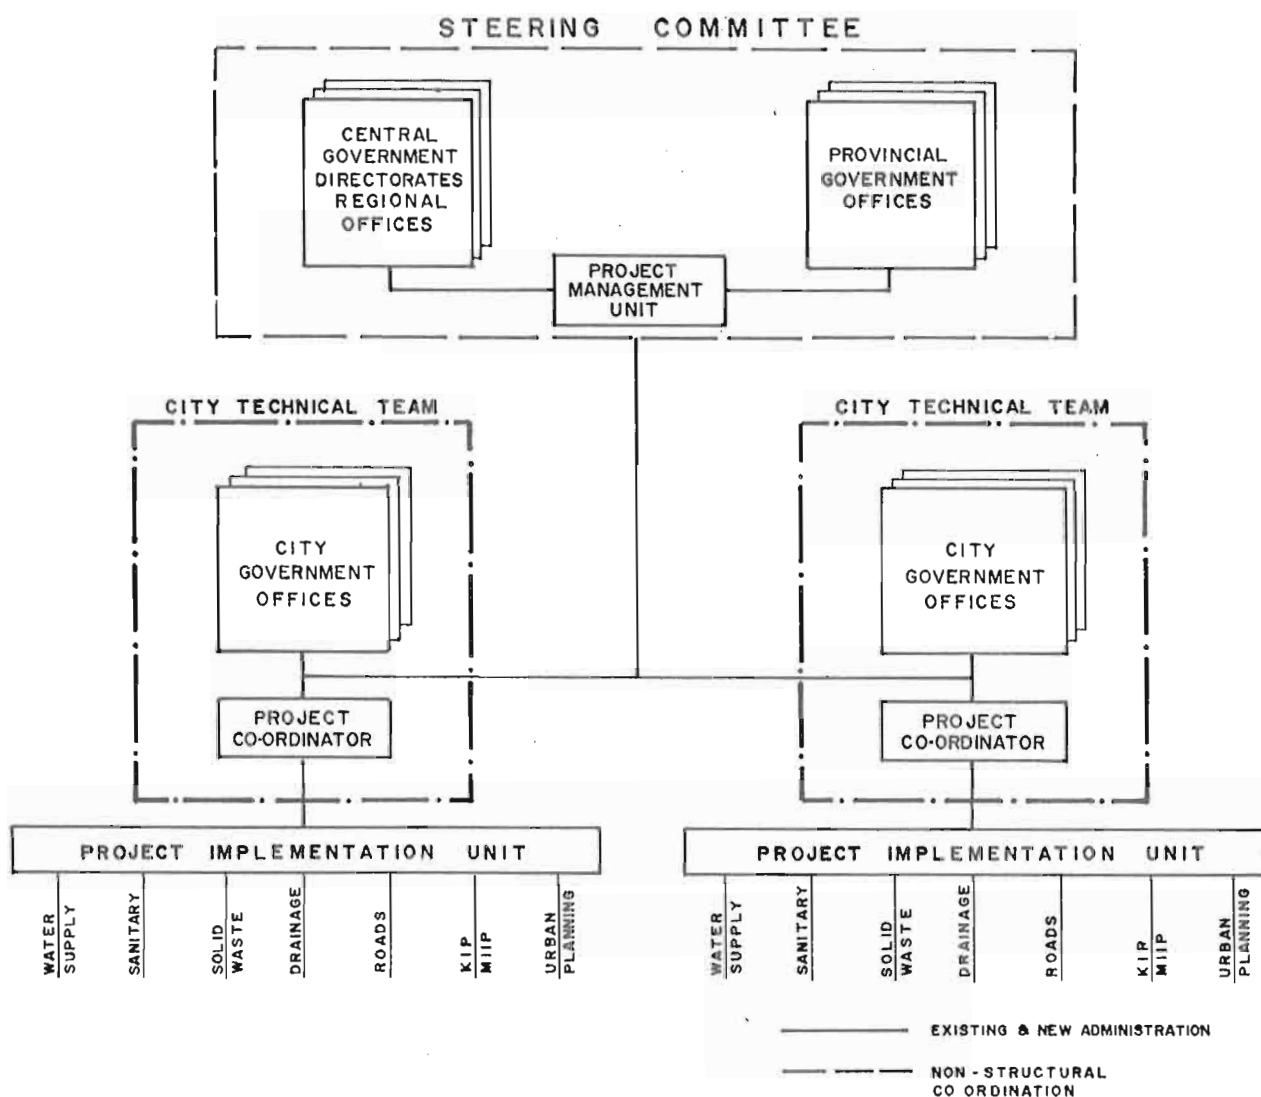 STEERING COMMITTEE
CENTRAL
GOVERNMENT
DIRECTORATES
REGIONAL
OFFICES
PROVINCIAL
GOVERNMENT
OFFICES
PROJECT
MANAGEMENT
UNIT
CITY TECHNICAL TEAM
CITY
GOVERNMENT
OFFICES
PROJECT
CO-ORDINATOR
CITY TECHNICAL TEAM
CITY
GOVERNMENT
OFFICES
PROJECT
CO-ORDINATOR
PROJECT IMPLEMENTATION UNIT
WATER
SUPPLY
SANITARY
SOLID
WASTE
DRAINAGE
ROADS
KIP
MIIP
URBAN
PLANNING
PROJECT IMPLEMENTATION UNIT
WATER
SUPPLY
SANITARY
SOLID
WASTE
DRAINAGE
ROADS
KIP
MIIP
URBAN
PLANNING
EXISTING & NEW ADMINISTRATION
NON-STRUCTURAL
CO ORDINATION